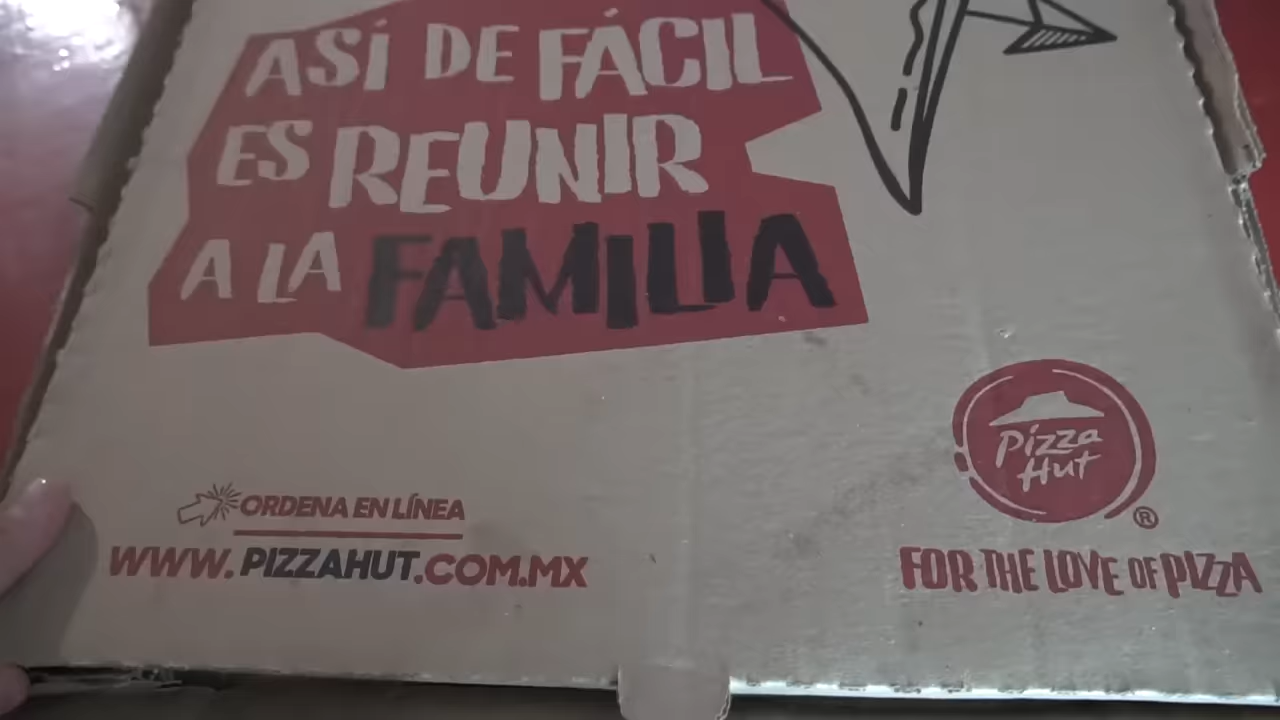 ASÍ DE FÁCIL
ES REUNIR
A LA FAMILIA
Pizza
Hut
®
ORDENA EN LÍNEA
WWW.PIZZAHUT.COM.MX
FOR THE LOVE OF PIZZA